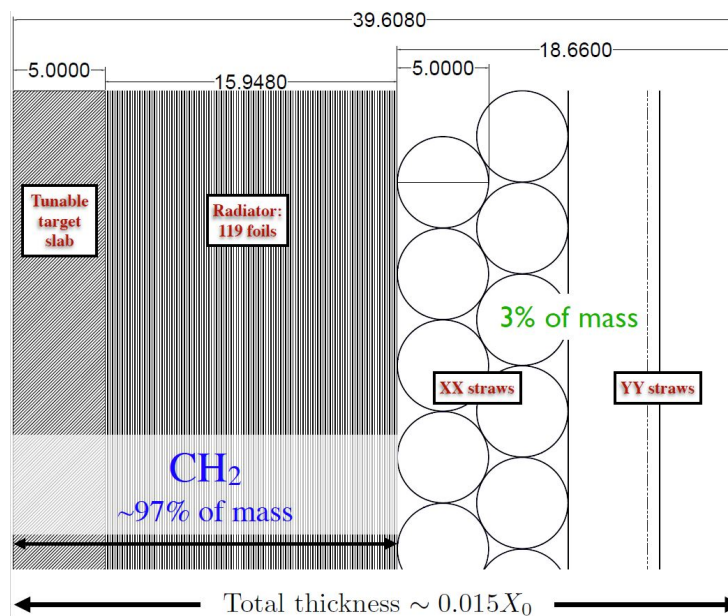 39.6080
18.6600
5.0000
15.9480
5.0000
Tunable
target
slab
Radiator:
119 foils
3% of mass
XX straws
YY straws
CH₂
~97% of mass
Total thickness ∼ 0.015X₀